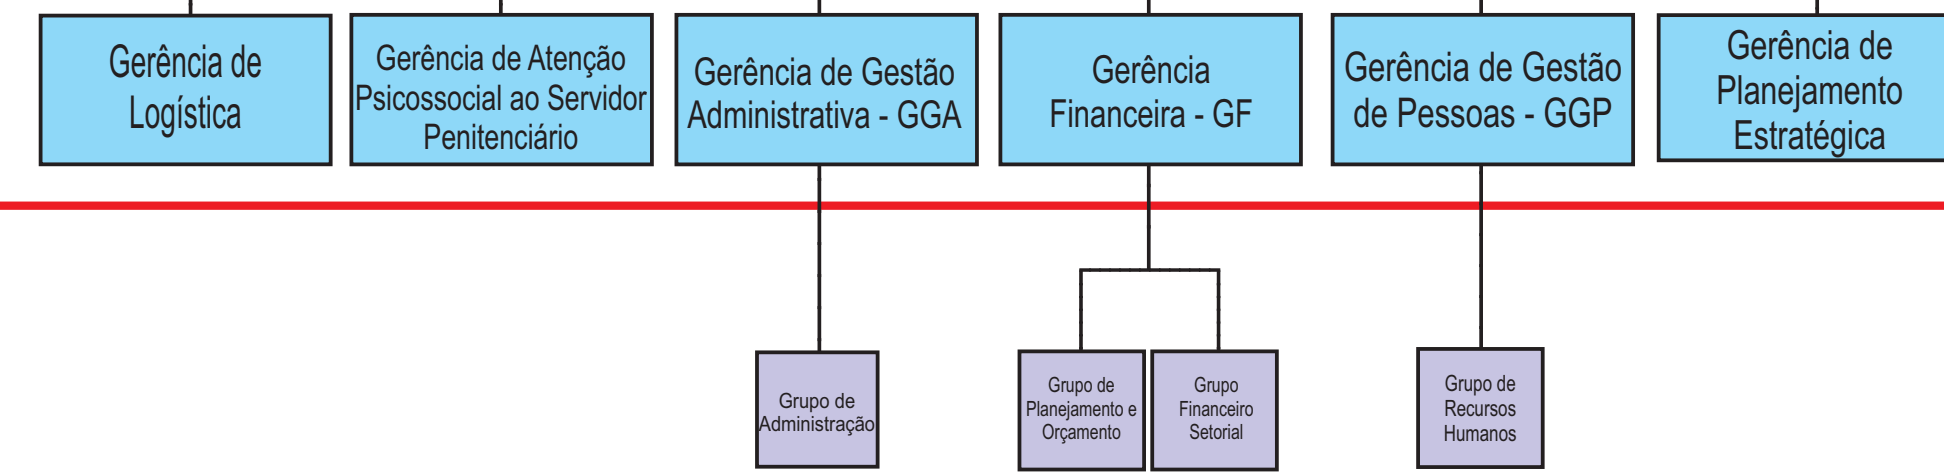 Gerência de
Logística
Gerência de Atenção
Psicossocial ao Servidor
Penitenciário
Gerência de Gestão
Administrativa - GGA
Gerência
Financeira - GF
Gerência de Gestão
de Pessoas - GGP
Gerência de
Planejamento
Estratégica
Grupo de
Administração
Grupo de
Planejamento e
Orçamento
Grupo
Financeiro
Setorial
Grupo de
Recursos
Humanos